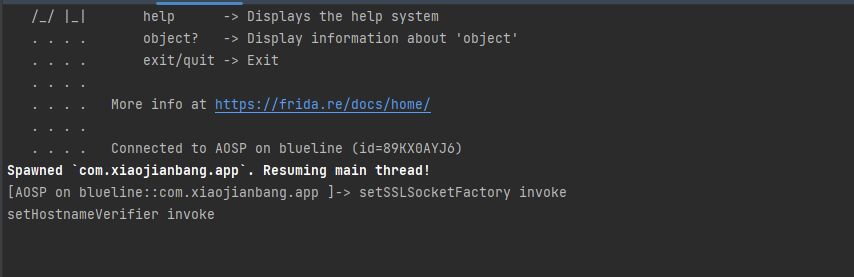 /_/ |_| help -> Displays the help system
. . . . object? -> Display information about 'object'
. . . . exit/quit -> Exit
. . . .
. . . . More info at https://frida.re/docs/home/
. . . .
. . . . Connected to AOSP on blueline (id=89KX0AYJ6)
Spawned `com.xiaojianbang.app`. Resuming main thread!
[AOSP on blueline::com.xiaojianbang.app ]-> setSSLSocketFactory invoke
setHostnameVerifier invoke